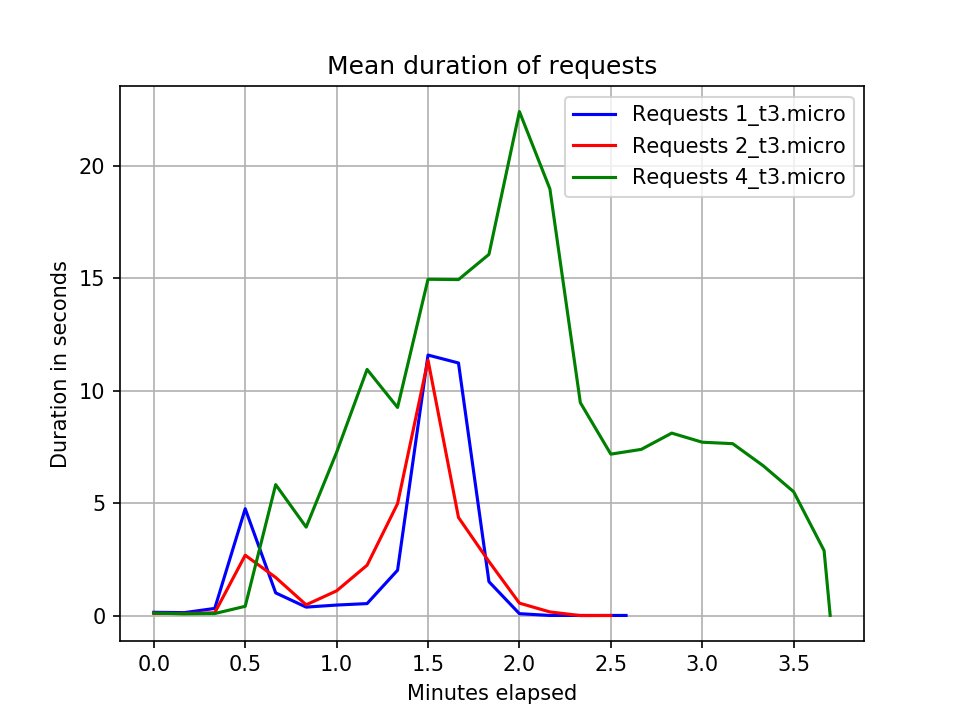 Mean duration of requests
Requests 1_t3.micro
Requests 2_t3.micro
Requests 4_t3.micro
Duration in seconds
20
15
10
5
0
0.0 0.5 1.0 1.5 2.0 2.5 3.0 3.5
Minutes elapsed